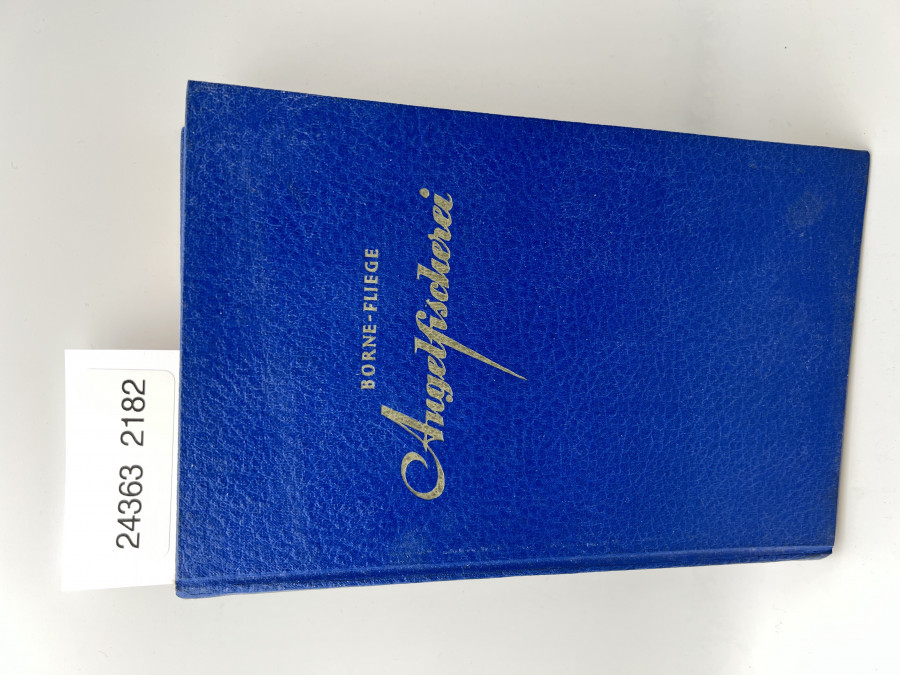 BORNE-FLIEGE
Angelfischerei
24363 2182